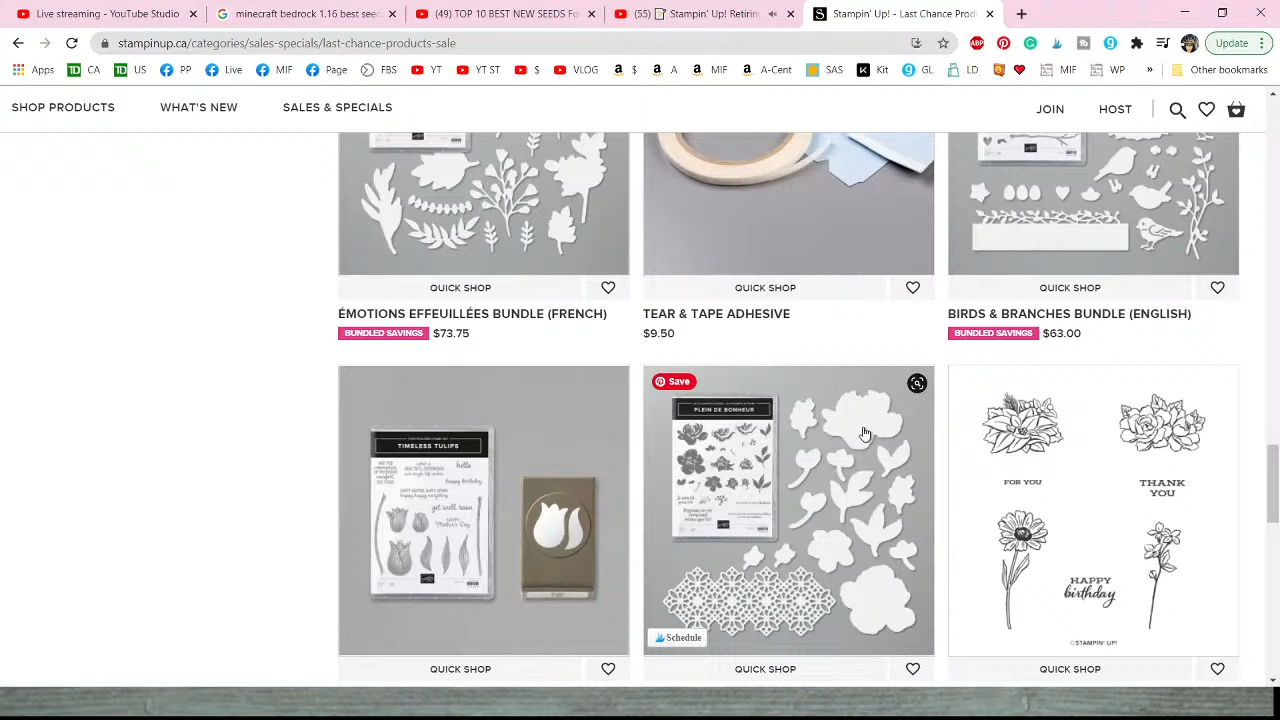 Live streaming - YouTube Studio
minecraft bedrock 1.16 best seed
(49) TOP 10 BEST NEW SEEDS Fo
(55) Stampin' Up! Retirin
Stampin' Up! - Last Chance Prod
stampinup.ca/categories/sales-specials/last-chance-products-sale
Update
Apps
CA
US
PP
Live
MIF
Page
FBS
YT
YT ST
$
VLOG
$
A
MIF
A-Cent
SAS
Kit
GL
LD
MIF
WP
»
Other bookmarks
SHOP PRODUCTS
WHAT'S NEW
SALES & SPECIALS
JOIN
HOST
QUICK SHOP
QUICK SHOP
QUICK SHOP
ÉMOTIONS EFFEUILLÉES BUNDLE (FRENCH)
TEAR & TAPE ADHESIVE
BIRDS & BRANCHES BUNDLE (ENGLISH)
BUNDLED SAVINGS $73.75
$9.50
BUNDLED SAVINGS $63.00
Save
TIMELESS TULIPS
hello
happy birthday
get well soon
PLEIN DE BONHEUR
Schedule
FOR YOU
THANK
YOU
HAPPY
birthday
©STAMPIN' UP!
QUICK SHOP
QUICK SHOP
QUICK SHOP